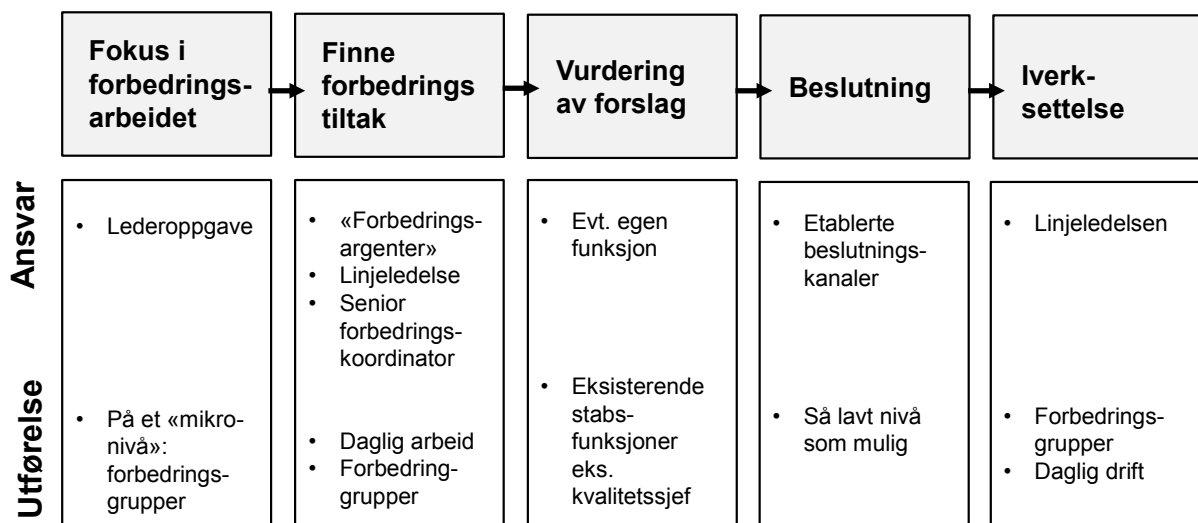 Fokus i
forbedrings-
arbeidet
Finne
forbedrings
tiltak
Vurdering
av forslag
Beslutning
Iverk-
settelse
Ansvar
• Lederoppgave
• «Forbedrings-
argenter»
• Linjeledelse
• Senior
forbedrings-
koordinator
• Evt. egen
funksjon
• Etablerte
beslutnings-
kanaler
• Linjeledelsen
Utførelse
• På et «mikro-
nivå»:
forbedrings-
grupper
• Daglig arbeid
• Forbedring-
grupper
• Eksisterende
stabs-
funksjoner
eks.
kvalitetssjef
• Så lavt nivå
som mulig
• Forbedrings-
grupper
• Daglig drift